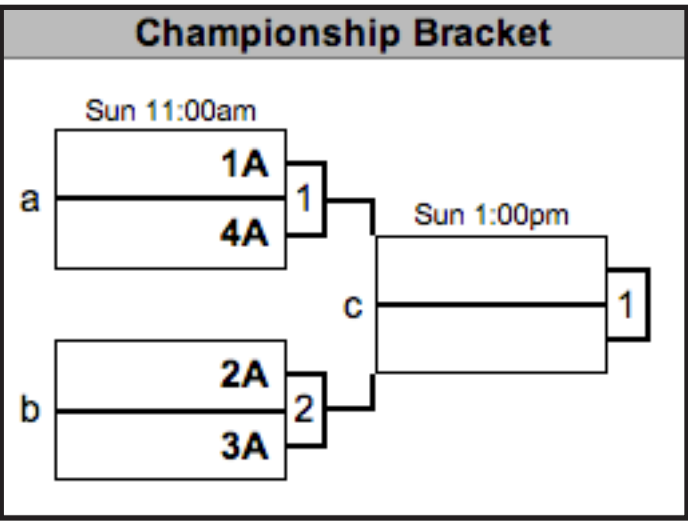 Championship Bracket
Sun 11:00am
1A
a
1
4A
Sun 1:00pm
c
1
2A
b
2
3A